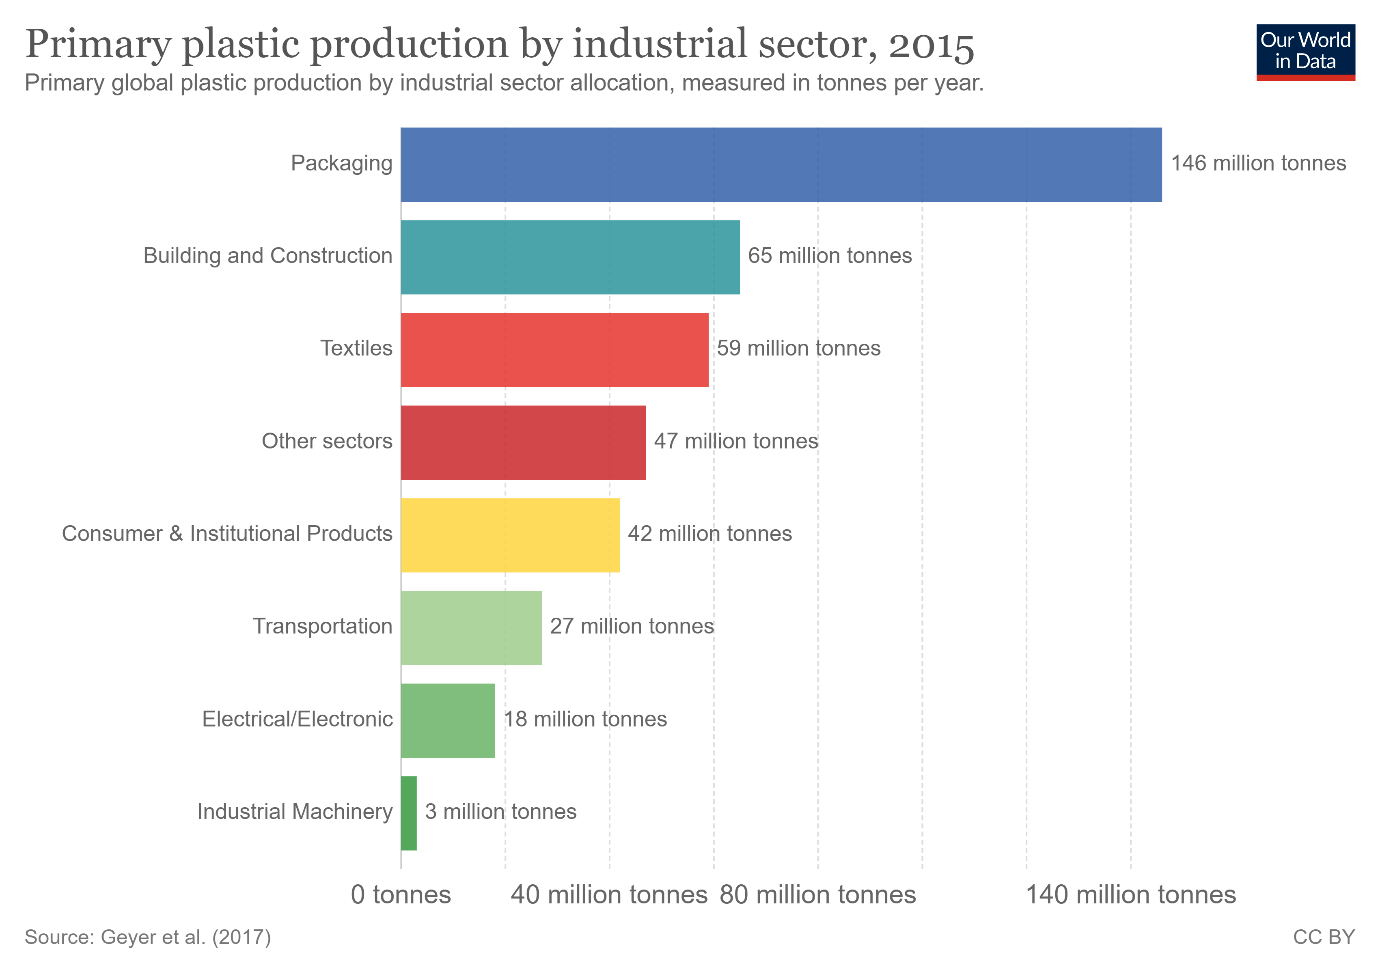 Primary plastic production by industrial sector, 2015
Primary global plastic production by industrial sector allocation, measured in tonnes per year.
Our World
in Data
Packaging 146 million tonnes
Building and Construction 65 million tonnes
Textiles 59 million tonnes
Other sectors 47 million tonnes
Consumer & Institutional Products 42 million tonnes
Transportation 27 million tonnes
Electrical/Electronic 18 million tonnes
Industrial Machinery 3 million tonnes
0 tonnes 40 million tonnes 80 million tonnes 140 million tonnes
Source: Geyer et al. (2017) CC BY